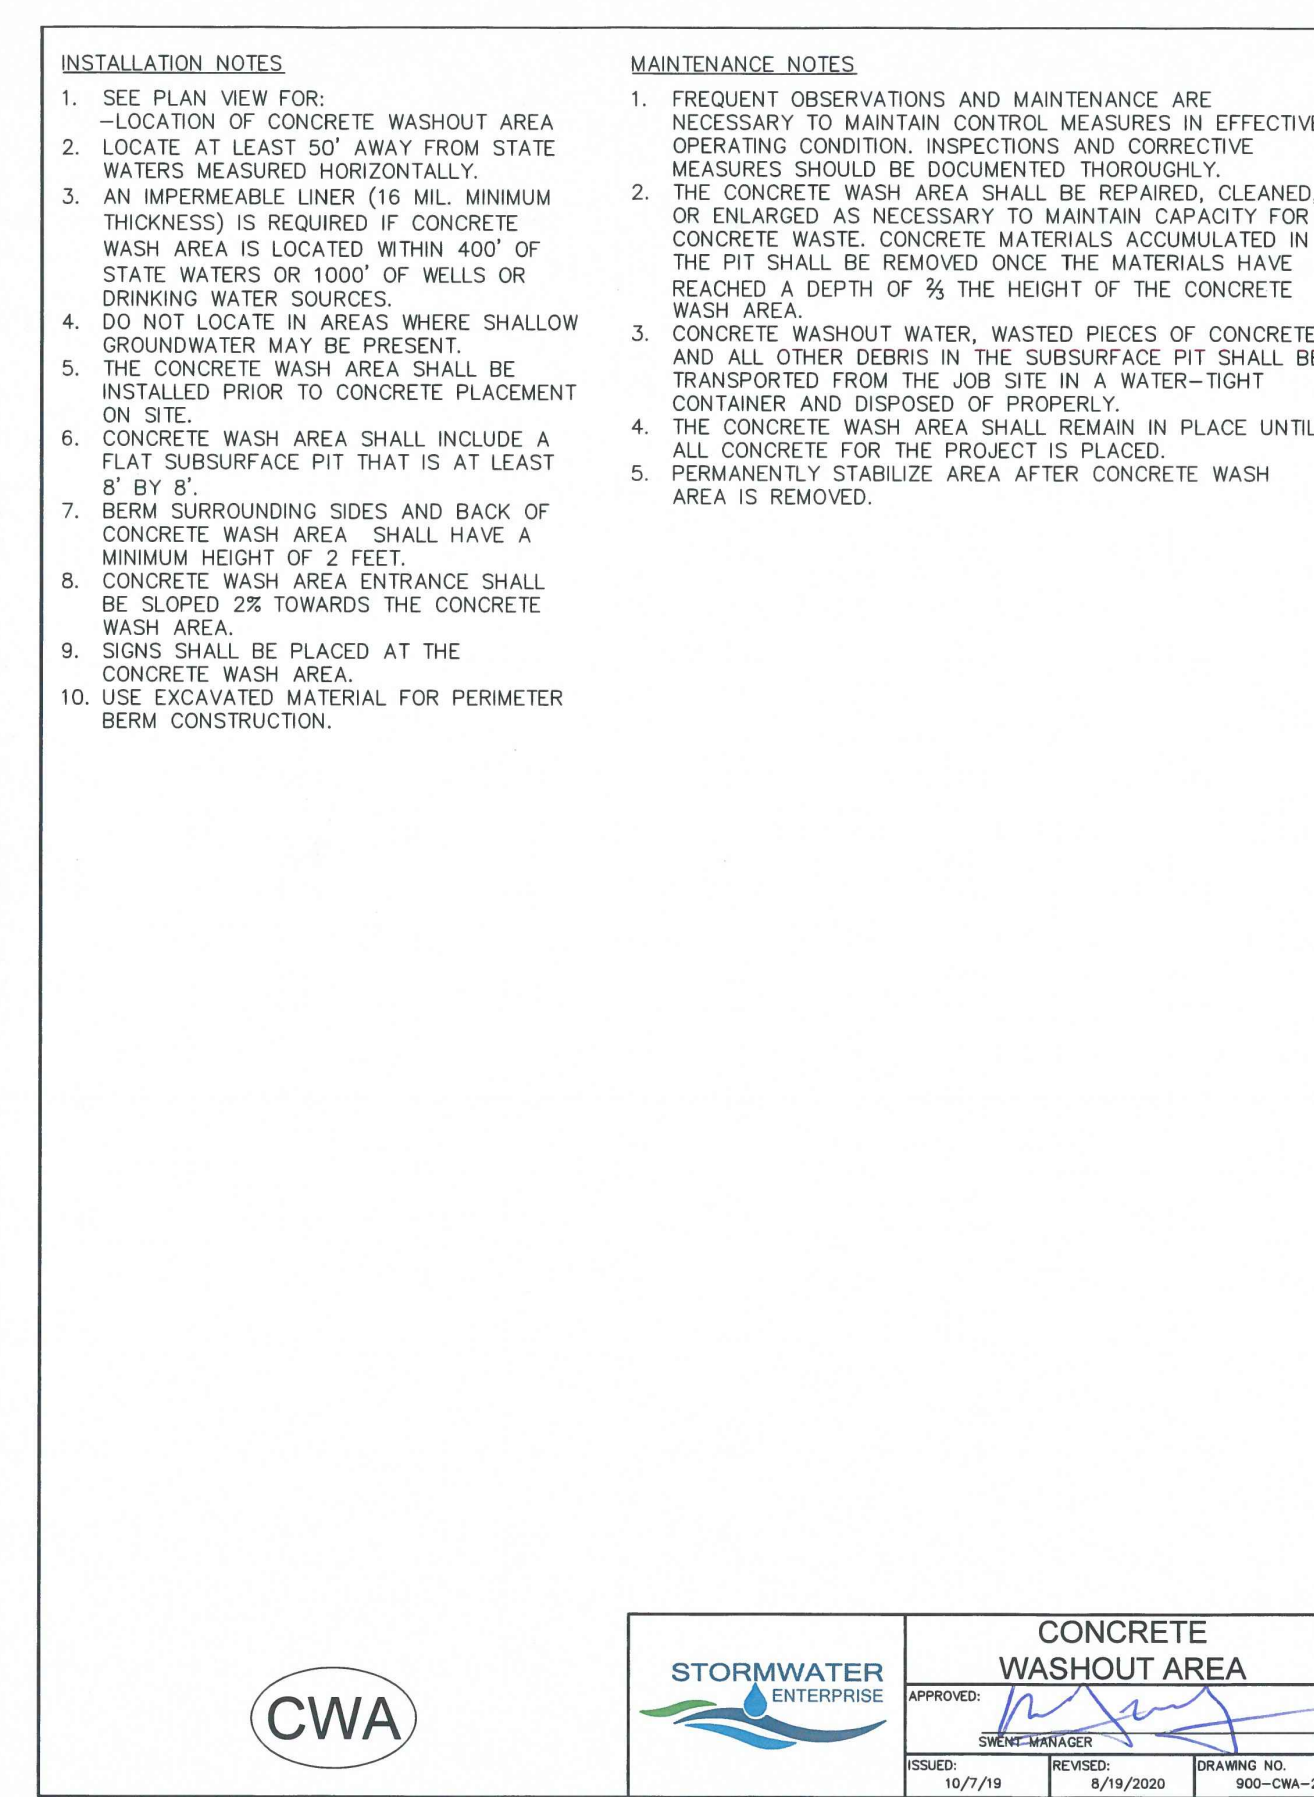 INSTALLATION NOTES
1. SEE PLAN VIEW FOR:
-LOCATION OF CONCRETE WASHOUT AREA
2. LOCATE AT LEAST 50' AWAY FROM STATE
WATERS MEASURED HORIZONTALLY.
3. AN IMPERMEABLE LINER (16 MIL. MINIMUM
THICKNESS) IS REQUIRED IF CONCRETE
WASH AREA IS LOCATED WITHIN 400' OF
STATE WATERS OR 1000' OF WELLS OR
DRINKING WATER SOURCES.
4. DO NOT LOCATE IN AREAS WHERE SHALLOW
GROUNDWATER MAY BE PRESENT.
5. THE CONCRETE WASH AREA SHALL BE
INSTALLED PRIOR TO CONCRETE PLACEMENT
ON SITE.
6. CONCRETE WASH AREA SHALL INCLUDE A
FLAT SUBSURFACE PIT THAT IS AT LEAST
8' BY 8'.
7. BERM SURROUNDING SIDES AND BACK OF
CONCRETE WASH AREA SHALL HAVE A
MINIMUM HEIGHT OF 2 FEET.
8. CONCRETE WASH AREA ENTRANCE SHALL
BE SLOPED 2% TOWARDS THE CONCRETE
WASH AREA.
9. SIGNS SHALL BE PLACED AT THE
CONCRETE WASH AREA.
10. USE EXCAVATED MATERIAL FOR PERIMETER
BERM CONSTRUCTION.
MAINTENANCE NOTES
1. FREQUENT OBSERVATIONS AND MAINTENANCE ARE
NECESSARY TO MAINTAIN CONTROL MEASURES IN EFFECTIVE
OPERATING CONDITION. INSPECTIONS AND CORRECTIVE
MEASURES SHOULD BE DOCUMENTED THOROUGHLY.
2. THE CONCRETE WASH AREA SHALL BE REPAIRED, CLEANED,
OR ENLARGED AS NECESSARY TO MAINTAIN CAPACITY FOR
CONCRETE WASTE. CONCRETE MATERIALS ACCUMULATED IN
THE PIT SHALL BE REMOVED ONCE THE MATERIALS HAVE
REACHED A DEPTH OF ⅔ THE HEIGHT OF THE CONCRETE
WASH AREA.
3. CONCRETE WASHOUT WATER, WASTED PIECES OF CONCRETE
AND ALL OTHER DEBRIS IN THE SUBSURFACE PIT SHALL BE
TRANSPORTED FROM THE JOB SITE IN A WATER-TIGHT
CONTAINER AND DISPOSED OF PROPERLY.
4. THE CONCRETE WASH AREA SHALL REMAIN IN PLACE UNTIL
ALL CONCRETE FOR THE PROJECT IS PLACED.
5. PERMANENTLY STABILIZE AREA AFTER CONCRETE WASH
AREA IS REMOVED.
CWA
STORMWATER
ENTERPRISE
CONCRETE
WASHOUT AREA
APPROVED:
SWENT MANAGER
ISSUED:
10/7/19
REVISED:
8/19/2020
DRAWING NO.
900-CWA-2